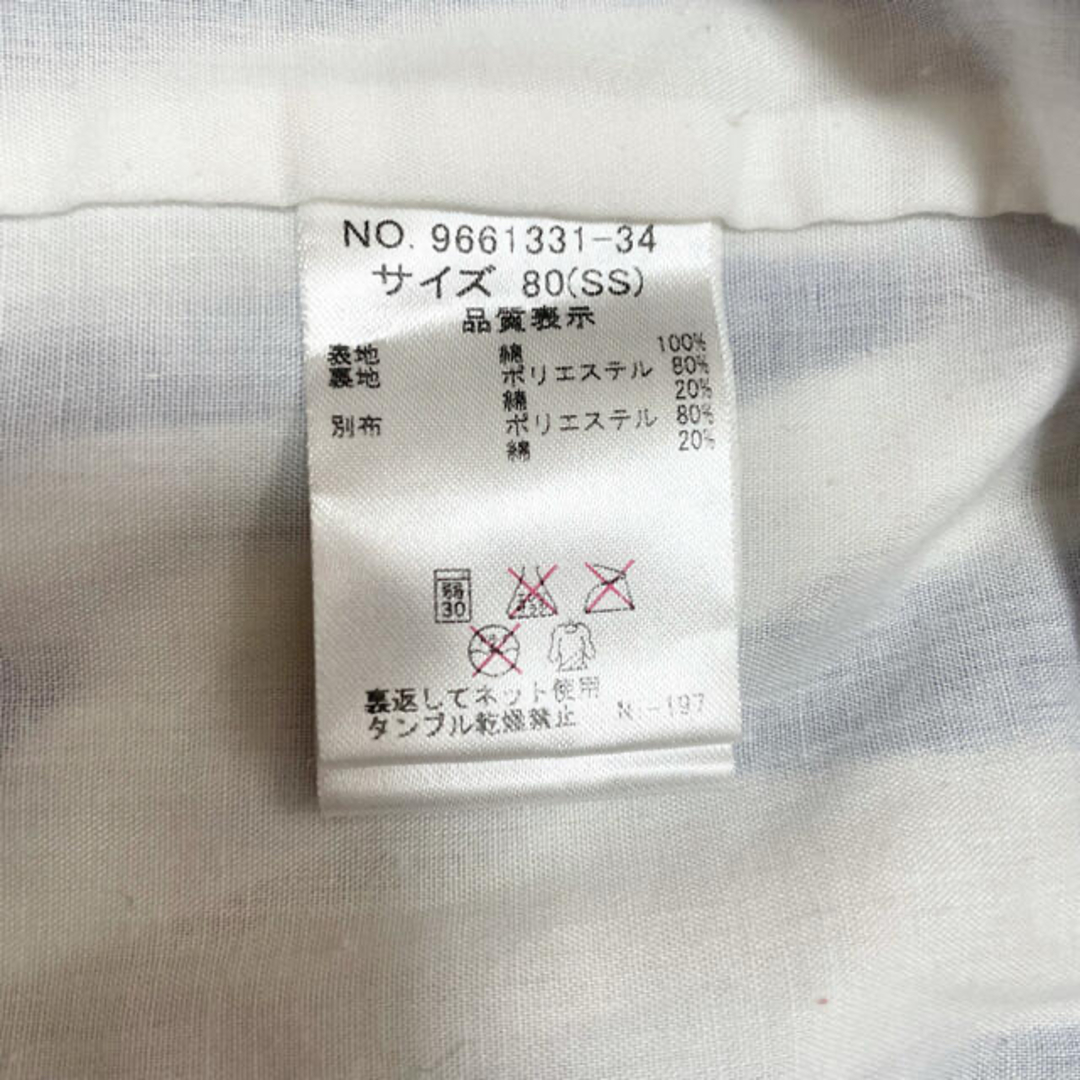 NO. 9661331-34
サイズ 80(SS)
品質表示
表地 綿 100%
裏地 ポリエステル 80%
綿 20%
別布 ポリエステル 80%
綿 20%
弱
30
裏返してネット使用
タンブル乾燥禁止 -197